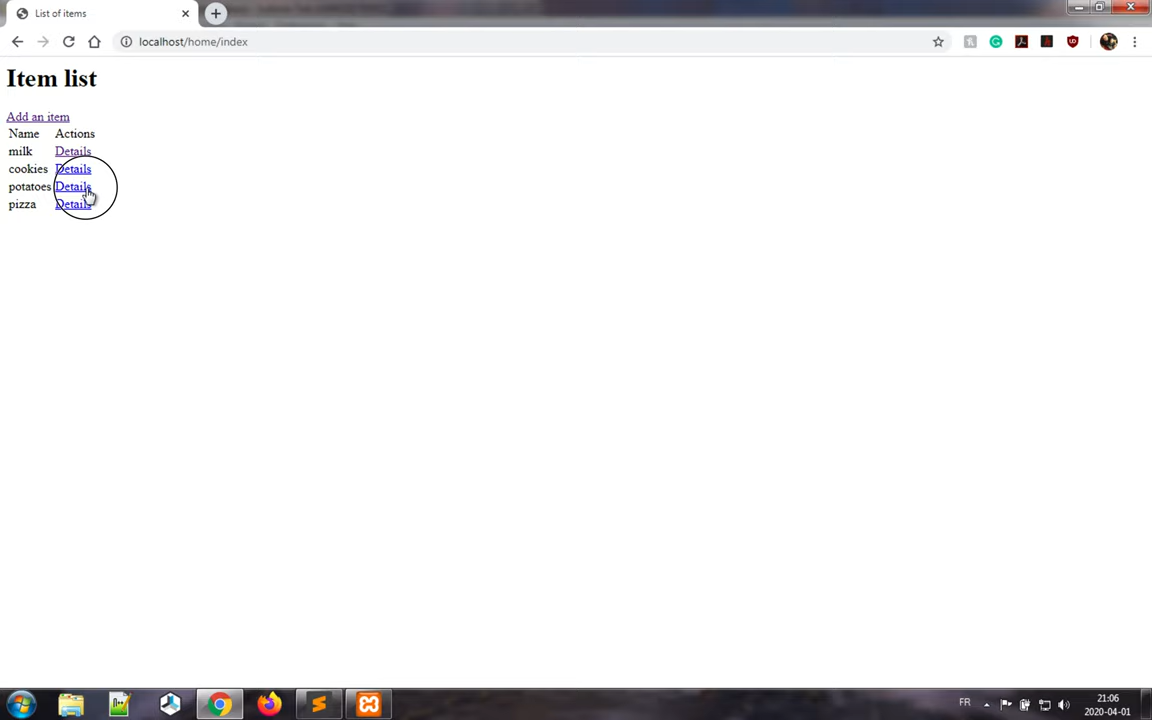 List of items
localhost/home/index
Item list
Add an item
Name Actions
milk Details
cookies Details
potatoes Details
pizza Details
FR
21:06
2020-04-01